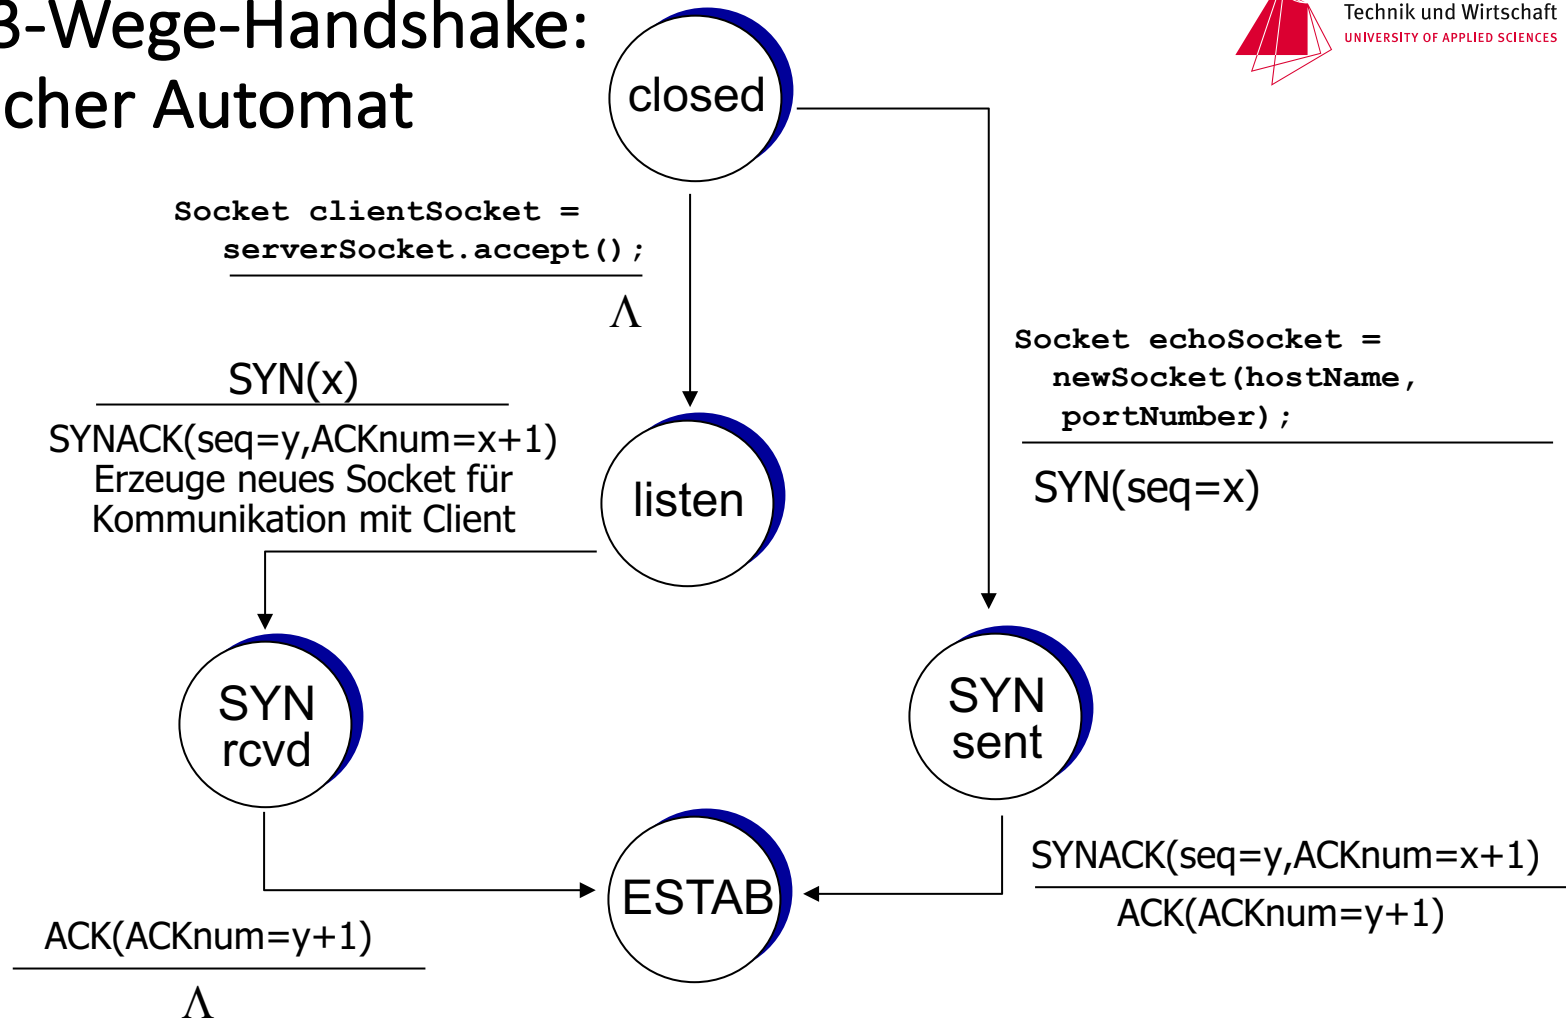 3-Wege-Handshake:
cher Automat
Technik und Wirtschaft
UNIVERSITY OF APPLIED SCIENCES
closed
Socket clientSocket =
serverSocket.accept();
Λ
Socket echoSocket =
newSocket(hostName,
portNumber);
SYN(seq=x)
SYN(x)
SYNACK(seq=y,ACKnum=x+1)
Erzeuge neues Socket für
Kommunikation mit Client
listen
SYN
rcvd
SYN
sent
ESTAB
SYNACK(seq=y,ACKnum=x+1)
ACK(ACKnum=y+1)
ACK(ACKnum=y+1)
Λ